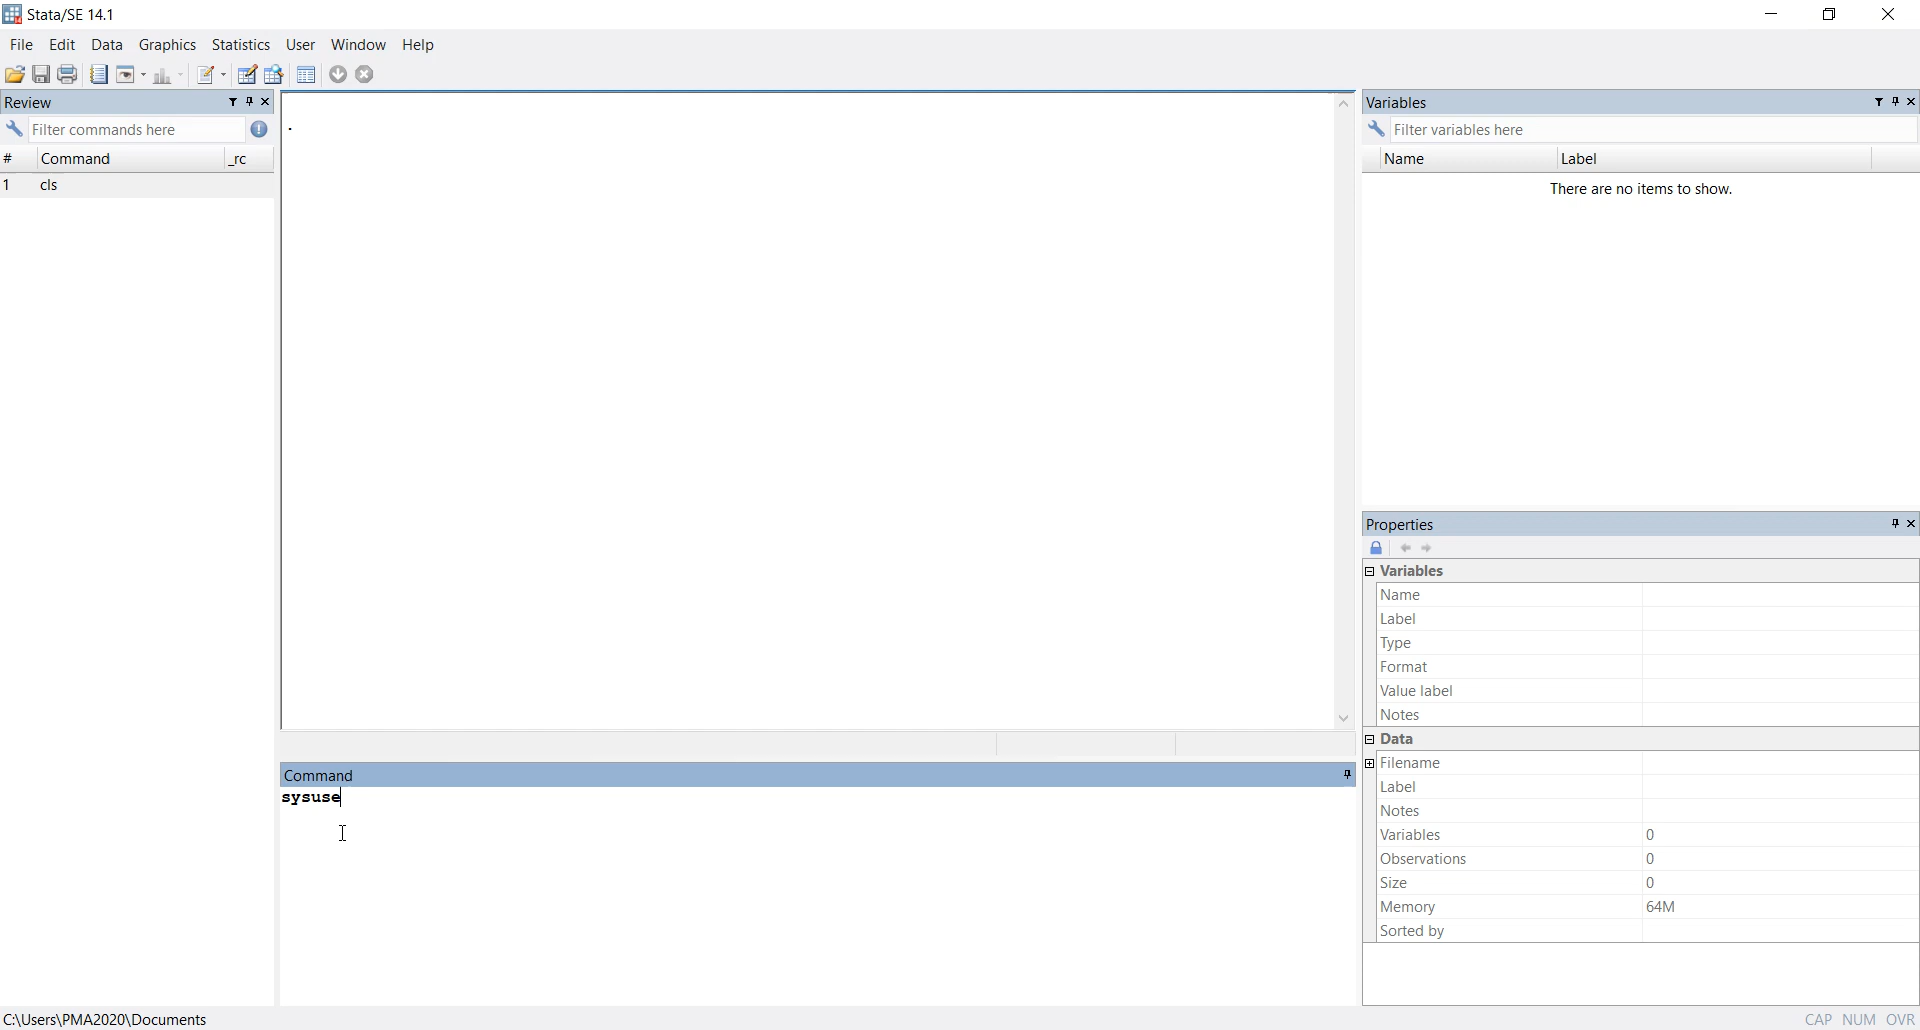 Stata/SE 14.1
File Edit Data Graphics Statistics User Window Help
Review
Filter commands here
# Command _rc
1 cls
.
Command
sysuse
Variables
Filter variables here
Name Label
There are no items to show.
Properties
Variables
Name
Label
Type
Format
Value label
Notes
Data
Filename
Label
Notes
Variables 0
Observations 0
Size 0
Memory 64M
Sorted by
C:\Users\PMA2020\Documents
CAP NUM OVR